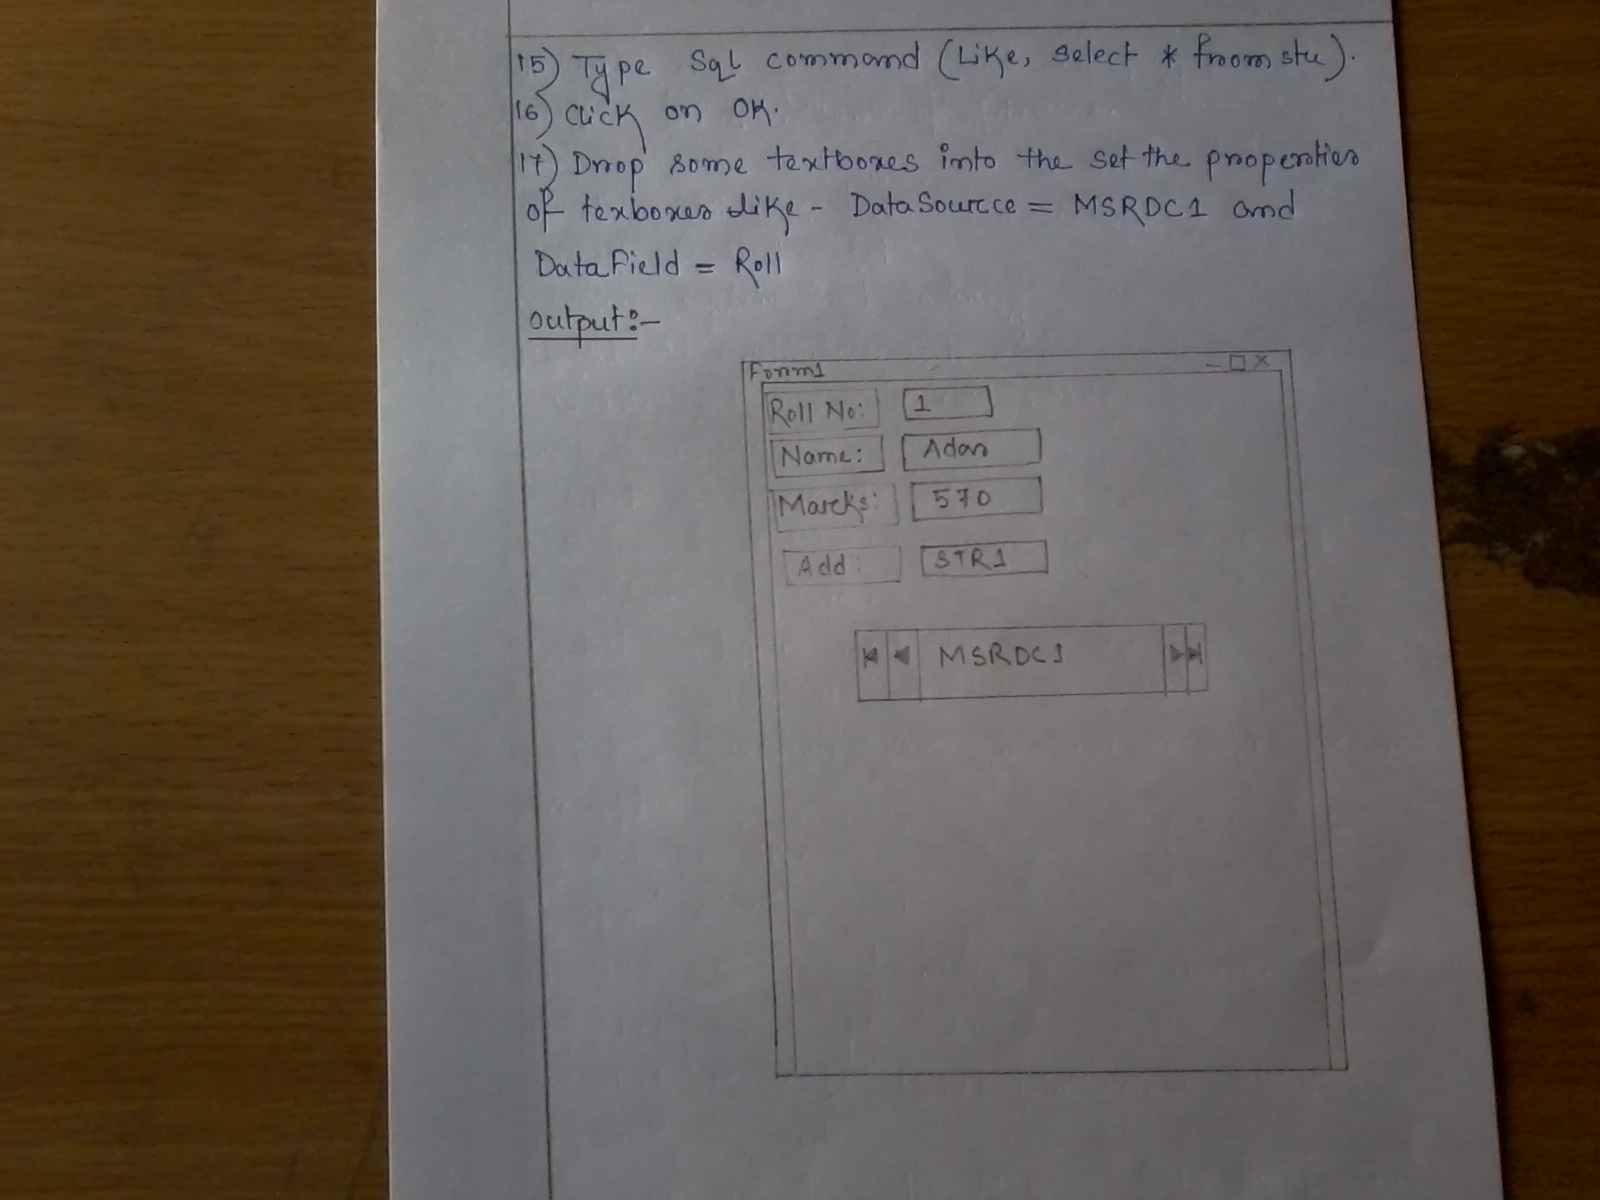 15) Type Sql command (Like, select * from stu).
16) Click on OK.
17) Drop some textboxes into the set the properties
of texboxes like - DataSource = MSRDC1 and
DataField = Roll
output:-
Form1
Roll No: 1
Name: Adar
Marks: 570
Add: STR1
MSRDC1